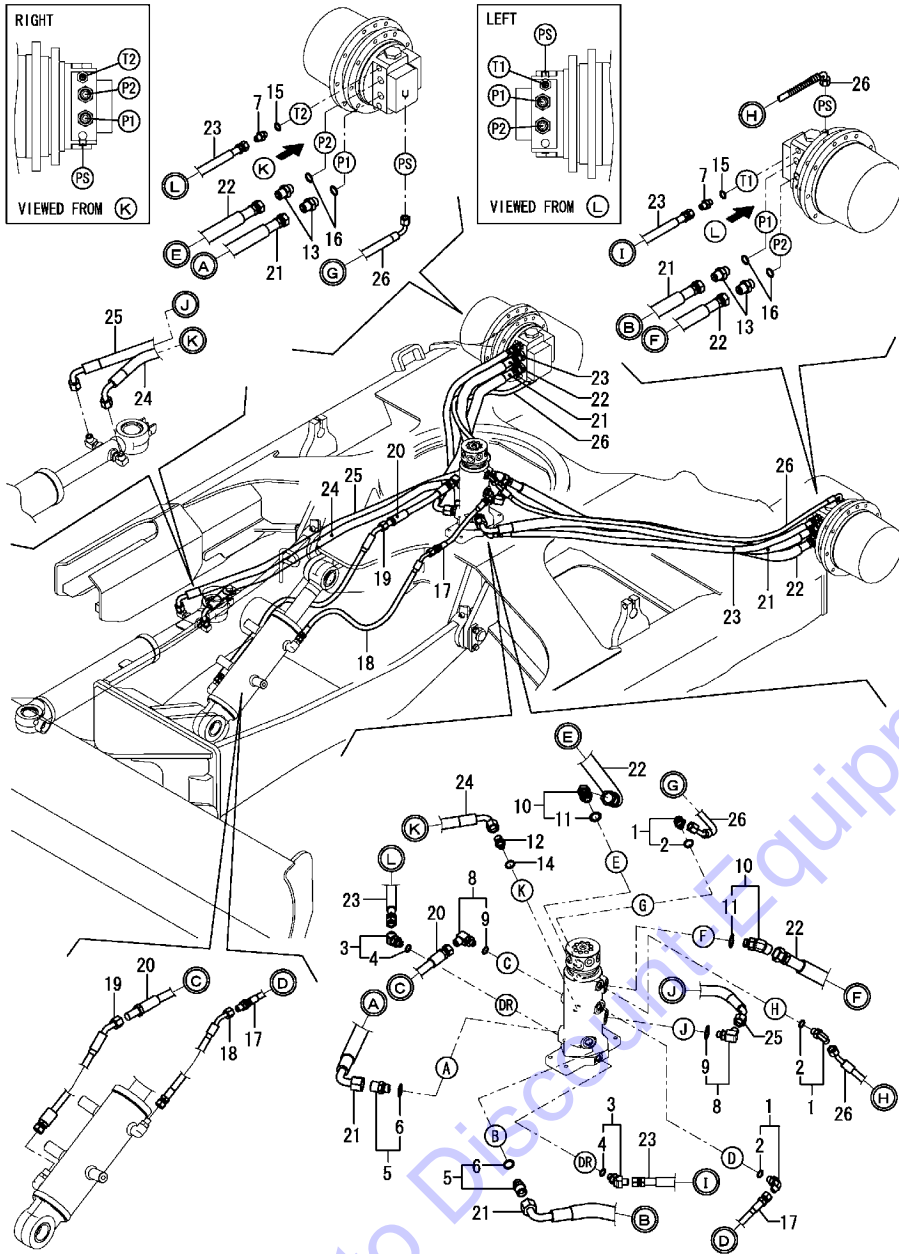 RIGHT
T2
P2
P1
PS
VIEWED FROM K
23
7
15
T2
L
K
P2
P1
PS
22
E
A
21
13
16
G
26
LEFT
PS
T1
P1
P2
VIEWED FROM L
H
26
PS
15
7
T1
23
I
L
P1
P2
21
B
F
22
13
16
J
K
25
24
23
22
21
26
20
25
24
19
17
18
26
23
21
22
E
22
G
26
10
11
1
2
E
G
24
K
12
14
K
L
23
3
4
20
8
9
C
C
DR
A
A
21
5
6
B
5
6
21
B
DR
3
4
23
I
10
11
F
22
F
J
25
J
9
8
H
2
1
26
H
D
1
2
17
D
19
20
C
D
18
17
to Discount Equip